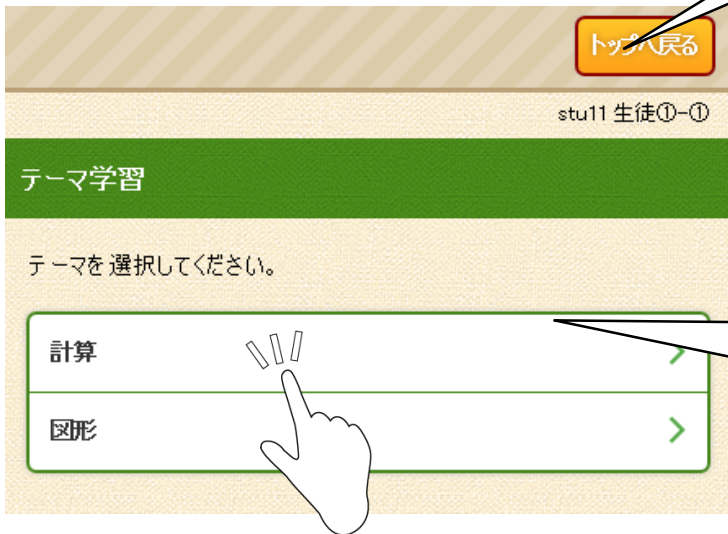 トップへ戻る
stu11 生徒①-①
テーマ学習
テーマを選択してください。
計算
図形